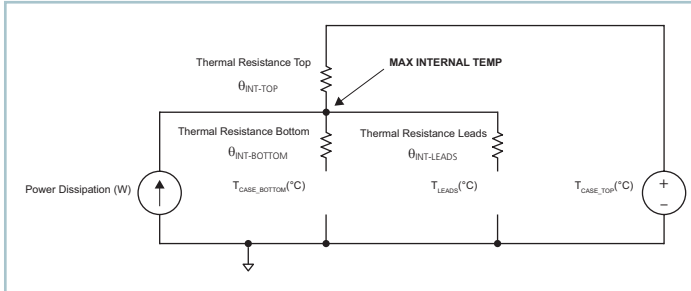 Thermal Resistance Top
θINT-TOP
MAX INTERNAL TEMP
Thermal Resistance Bottom
θINT-BOTTOM
Thermal Resistance Leads
θINT-LEADS
Power Dissipation (W)
TCASE_BOTTOM(°C)
TLEADS(°C)
TCASE_TOP(°C)
+
–